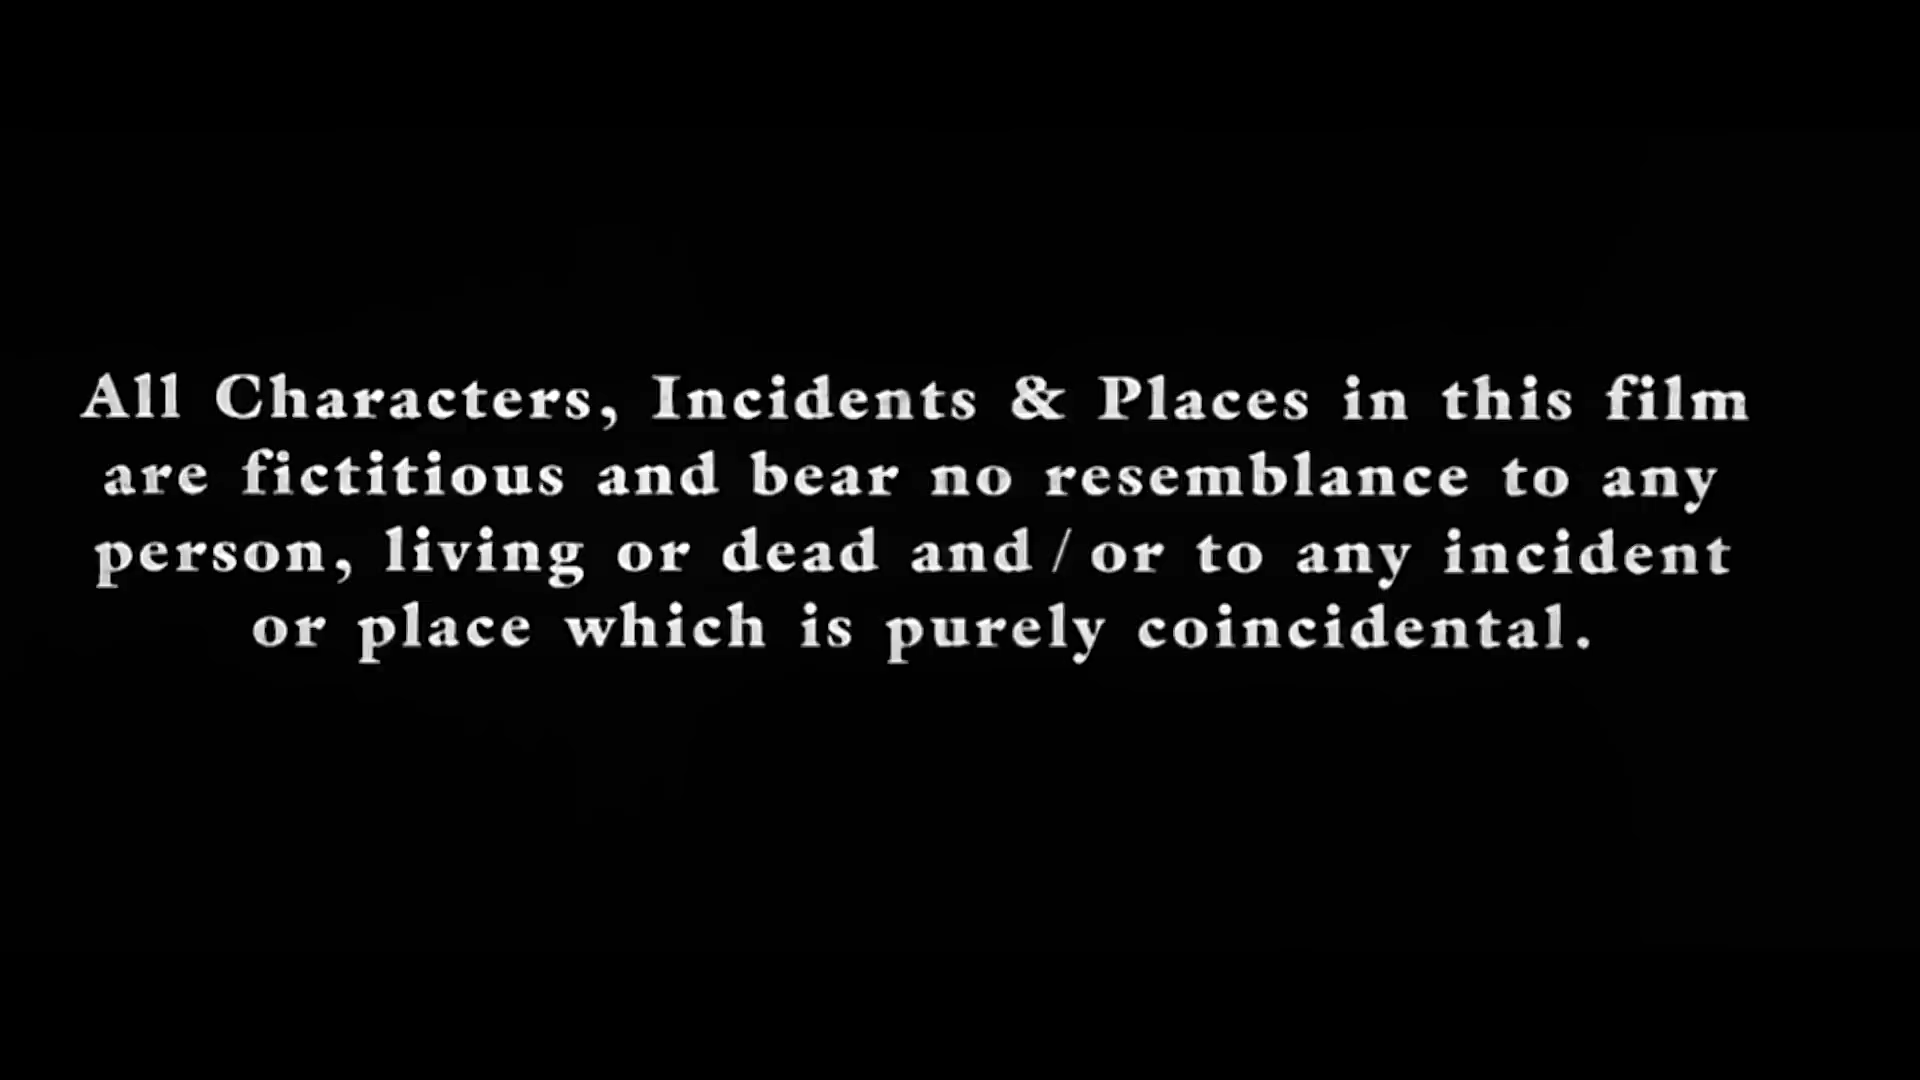 All Characters, Incidents & Places in this film
are fictitious and bear no resemblance to any
person, living or dead and / or to any incident
or place which is purely coincidental.